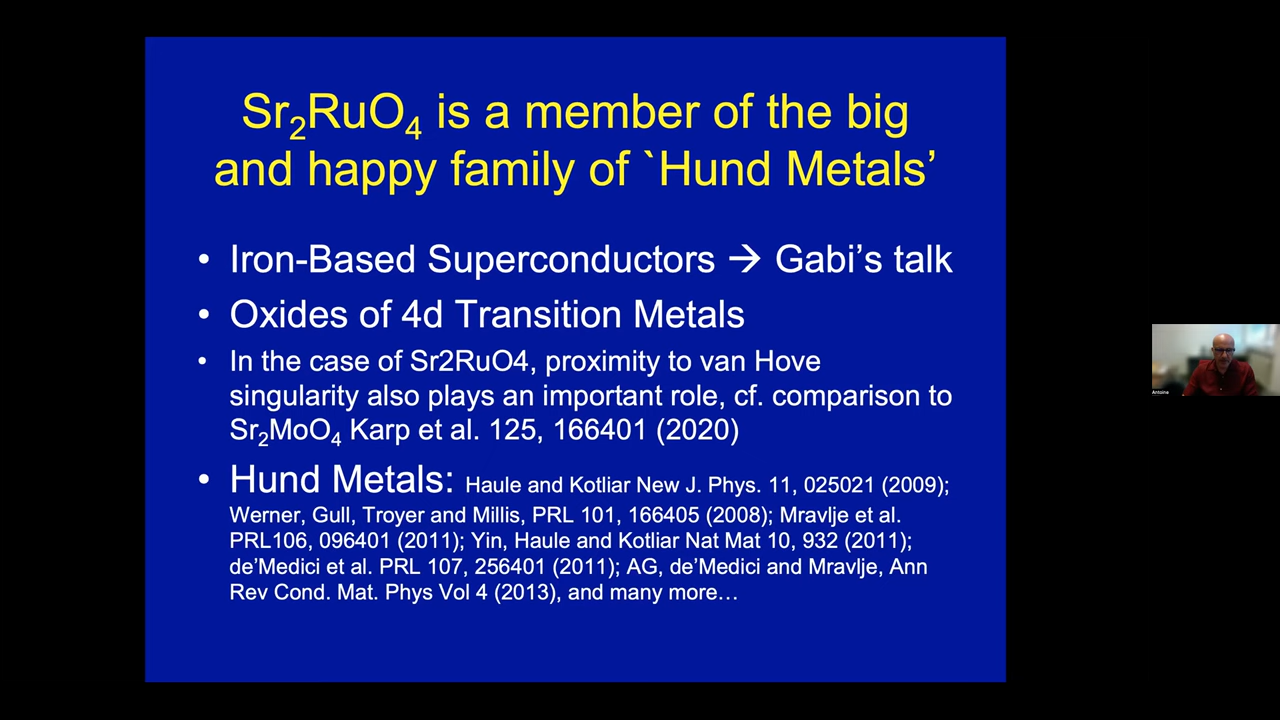 Sr₂RuO₄ is a member of the big
and happy family of `Hund Metals’
• Iron-Based Superconductors → Gabi’s talk
• Oxides of 4d Transition Metals
• In the case of Sr2RuO4, proximity to van Hove
singularity also plays an important role, cf. comparison to
Sr₂MoO₄ Karp et al. 125, 166401 (2020)
• Hund Metals: Haule and Kotliar New J. Phys. 11, 025021 (2009);
Werner, Gull, Troyer and Millis, PRL 101, 166405 (2008); Mravlje et al.
PRL106, 096401 (2011); Yin, Haule and Kotliar Nat Mat 10, 932 (2011);
de’Medici et al. PRL 107, 256401 (2011); AG, de’Medici and Mravlje, Ann
Rev Cond. Mat. Phys Vol 4 (2013), and many more…
Antoine